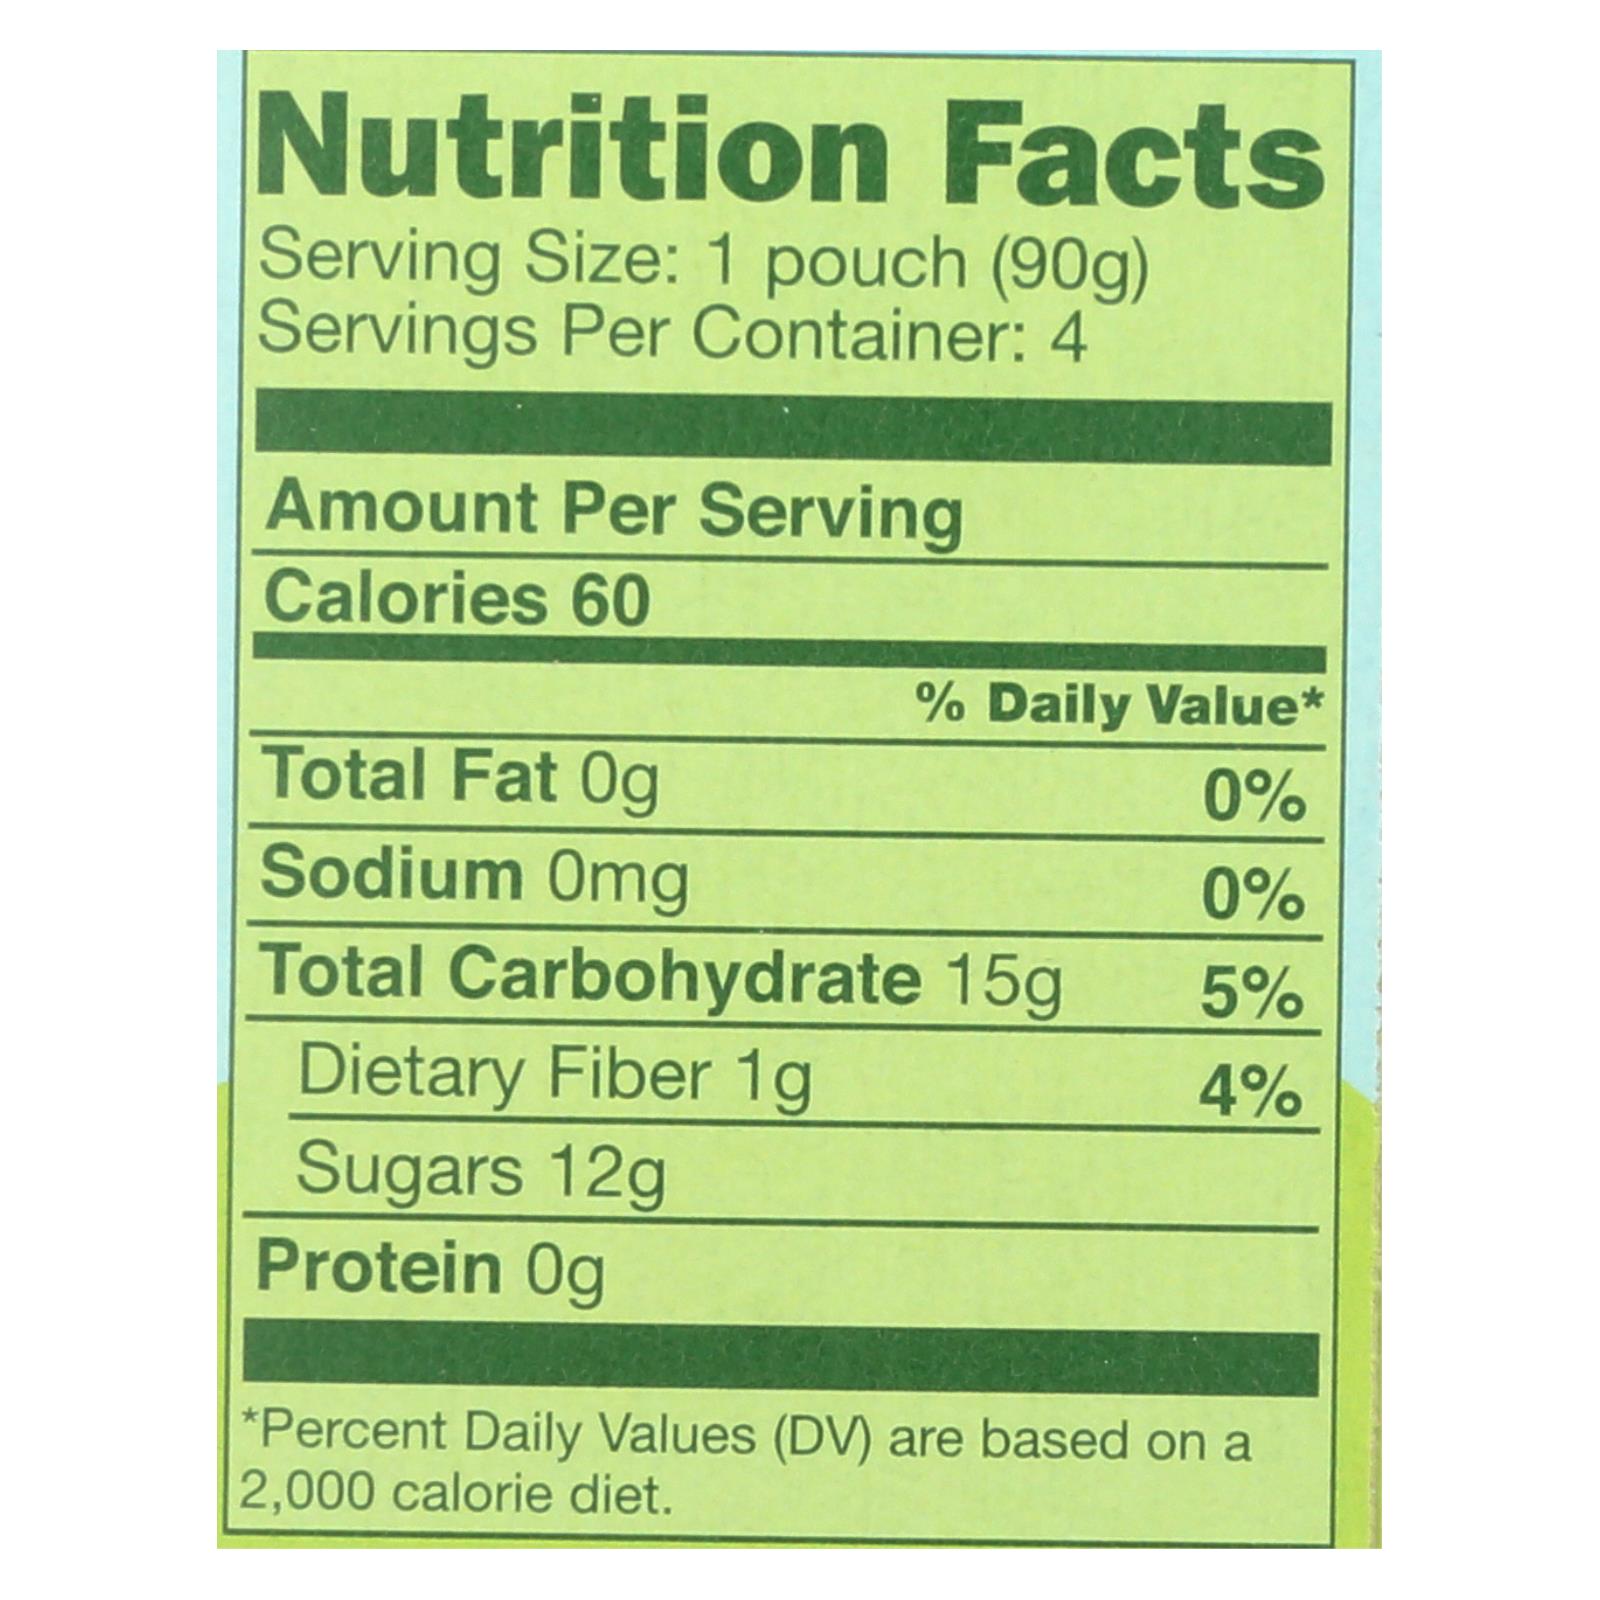 Nutrition Facts
Serving Size: 1 pouch (90g)
Servings Per Container: 4
Amount Per Serving
Calories 60
% Daily Value*
Total Fat 0g 0%
Sodium 0mg 0%
Total Carbohydrate 15g 5%
Dietary Fiber 1g 4%
Sugars 12g
Protein 0g
*Percent Daily Values (DV) are based on a
2,000 calorie diet.